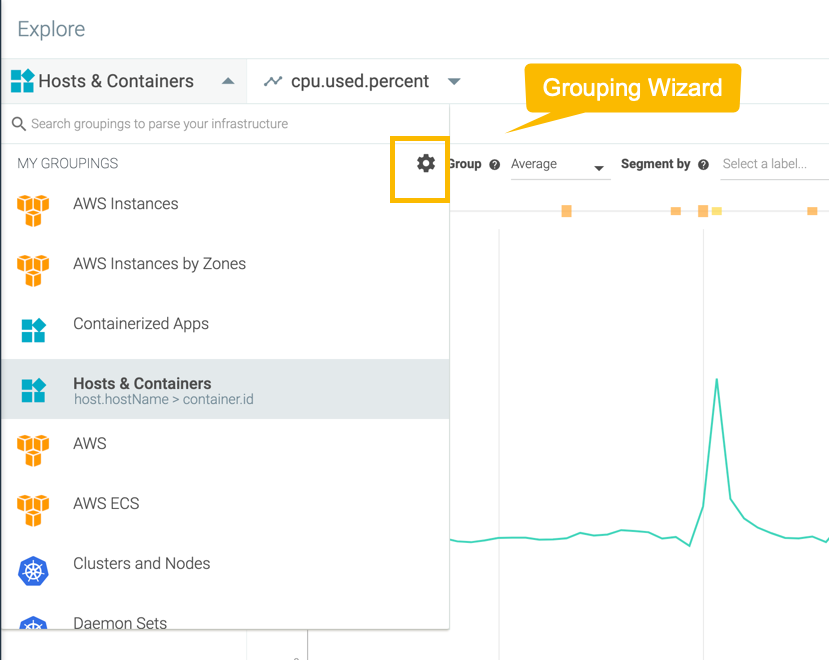 Explore
Hosts & Containers
cpu.used.percent
Grouping Wizard
Search groupings to parse your infrastructure
MY GROUPINGS
Group ? Average
Segment by ? Select a label...
AWS Instances
AWS Instances by Zones
Containerized Apps
Hosts & Containers
host.hostName > container.id
AWS
AWS ECS
Clusters and Nodes
Daemon Sets